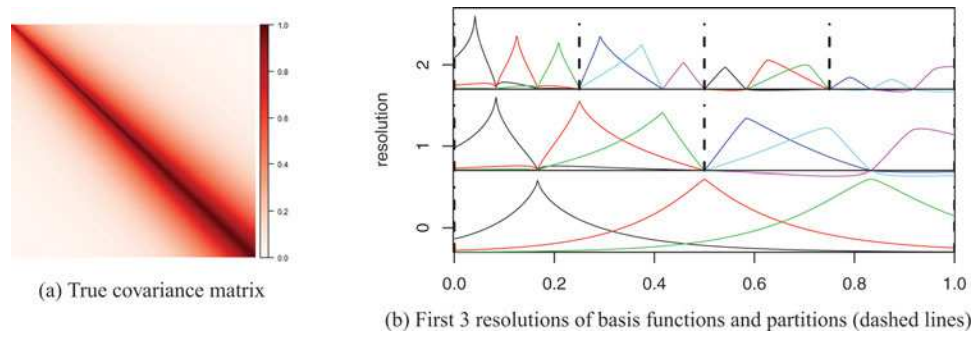 1.0
0.8
0.6
0.4
0.2
0.0
(a) True covariance matrix
resolution
2
1
0
0.0 0.2 0.4 0.6 0.8 1.0
(b) First 3 resolutions of basis functions and partitions (dashed lines)